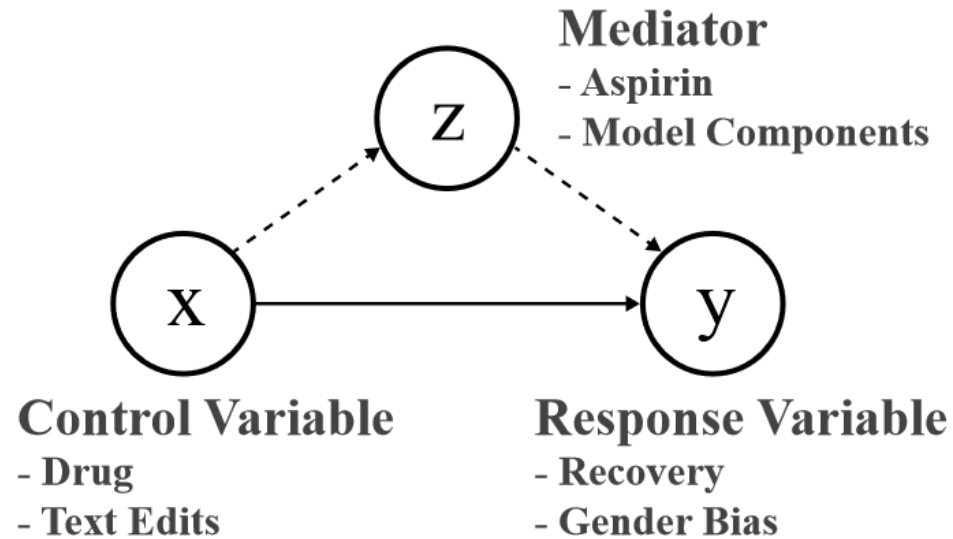 Mediator
- Aspirin
- Model Components
z
x
y
Control Variable
- Drug
- Text Edits
Response Variable
- Recovery
- Gender Bias